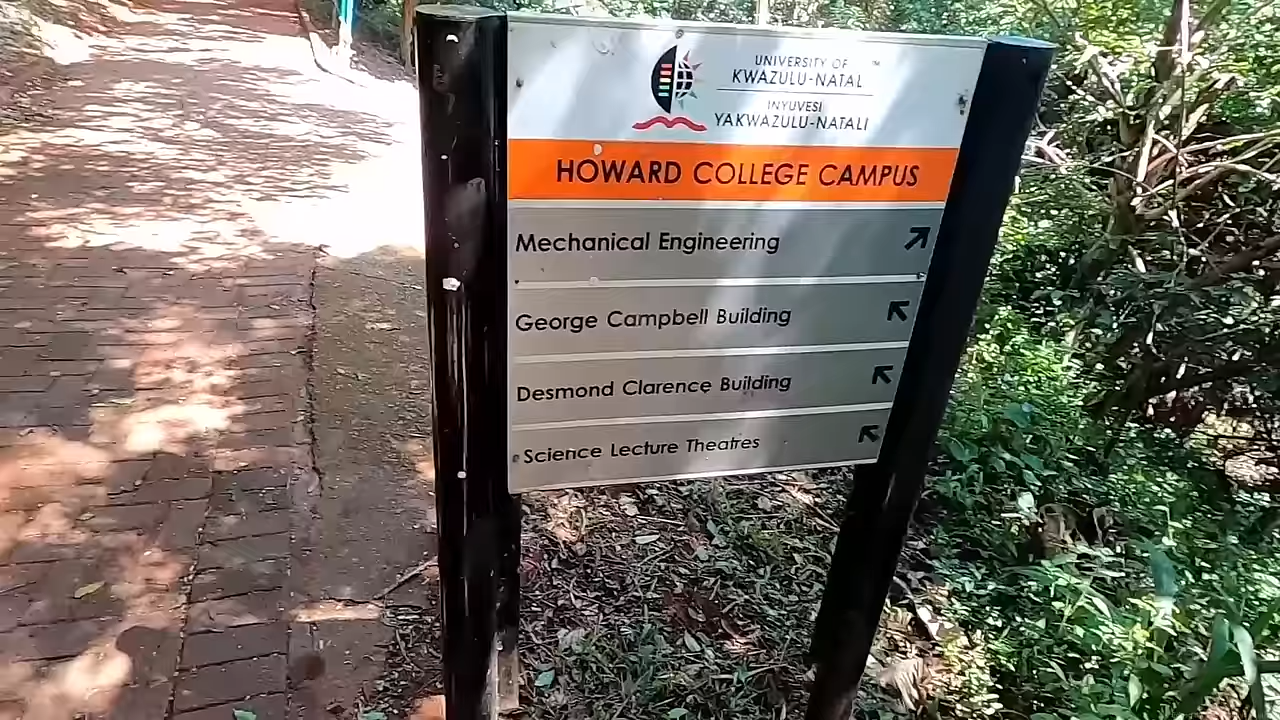 UNIVERSITY OF ™
KWAZULU-NATAL
INYUVESI
YAKWAZULU-NATALI
HOWARD COLLEGE CAMPUS
Mechanical Engineering
George Campbell Building
Desmond Clarence Building
Science Lecture Theatres